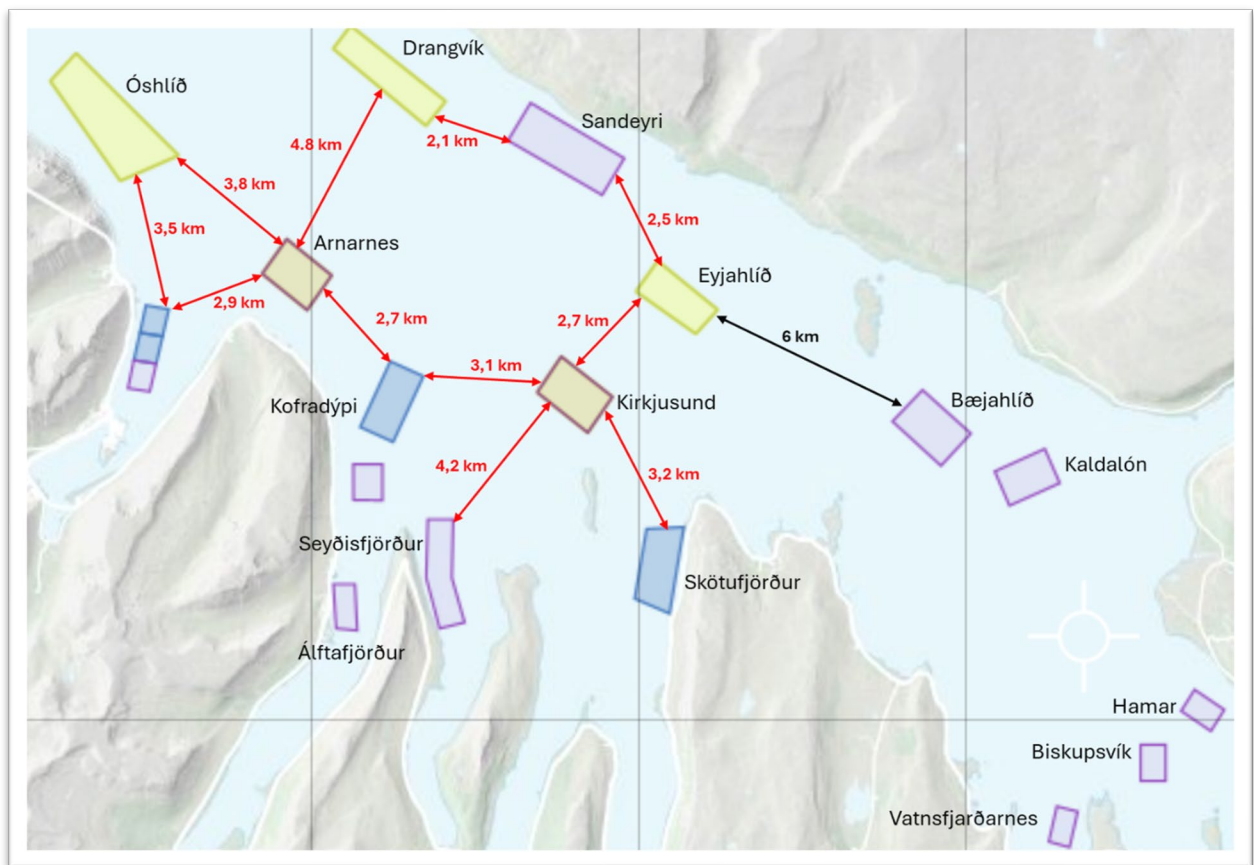 Drangvík
Óshlíð
Sandeyri
4.8 km
2,1 km
3,8 km
3,5 km
2,5 km
Arnarnes
Eyjahlíð
2,9 km
2,7 km
2,7 km
6 km
3,1 km
Kofradýpi
Kirkjusund
Bæjahlíð
4,2 km
3,2 km
Kaldalón
Seyðisfjörður
Skötufjörður
Álftafjörður
Hamar
Biskupsvík
Vatnsfjarðarnes